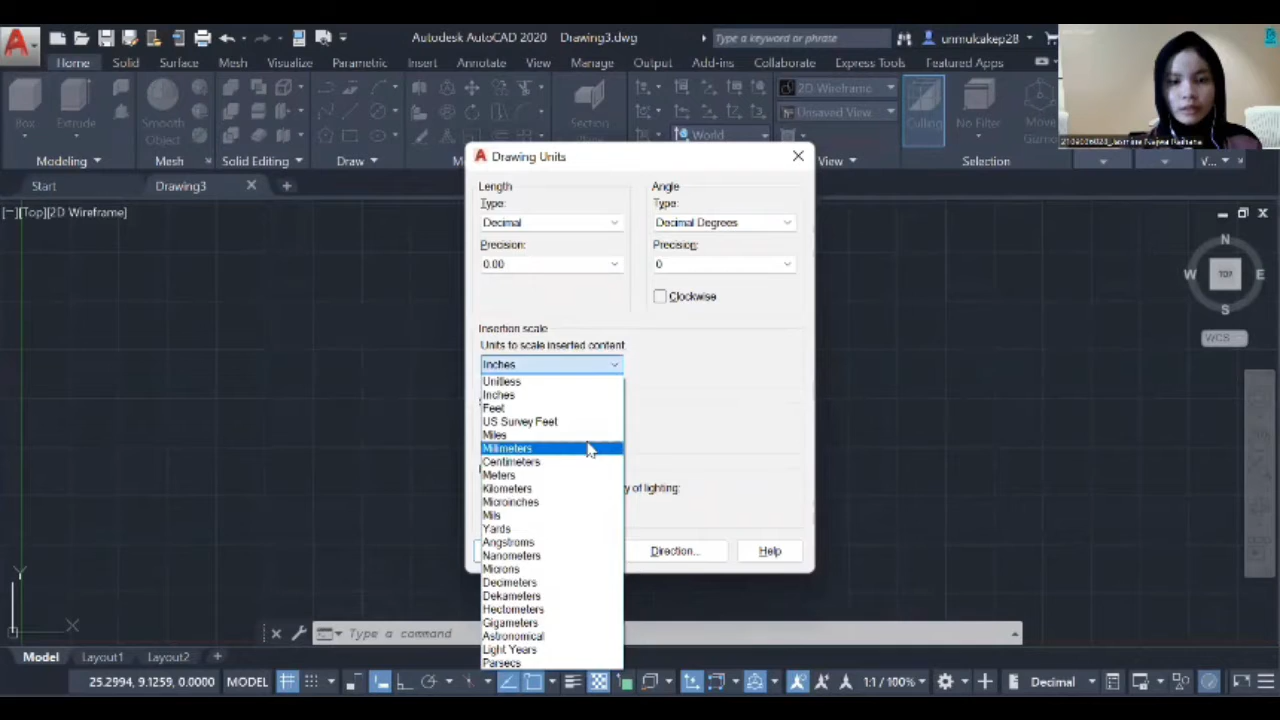 Autodesk AutoCAD 2020 Drawing3.dwg Type a keyword or phrase unmulcakep28
Home Solid Surface Mesh Visualize Parametric Insert Annotate View Manage Output Add-ins Collaborate Express Tools Featured Apps
2D Wireframe
Unsaved View
World
Box Extrude Smooth Object Section Culling No Filter Move Gizmo
Modeling Mesh Solid Editing Draw View Selection V...
Start Drawing3
[−][Top][2D Wireframe]
Drawing Units
Length Angle
Type: Type:
Decimal Decimal Degrees
Precision: Precision:
0.00 0
Clockwise
Insertion scale
Units to scale inserted content
Inches
Unitless
Inches
Feet
US Survey Feet
Miles
Millimeters
Centimeters
Meters
Kilometers
Microinches
Mils
Yards
Angstroms
Nanometers
Microns
Decimeters
Dekameters
Hectometers
Gigameters
Astronomical
Light Years
Parsecs
y of lighting:
Direction... Help
N
W TOP E
S
WCS
Y
X
Type a command
Model Layout1 Layout2
25.2994, 9.1259, 0.0000 MODEL 1:1 / 100% Decimal